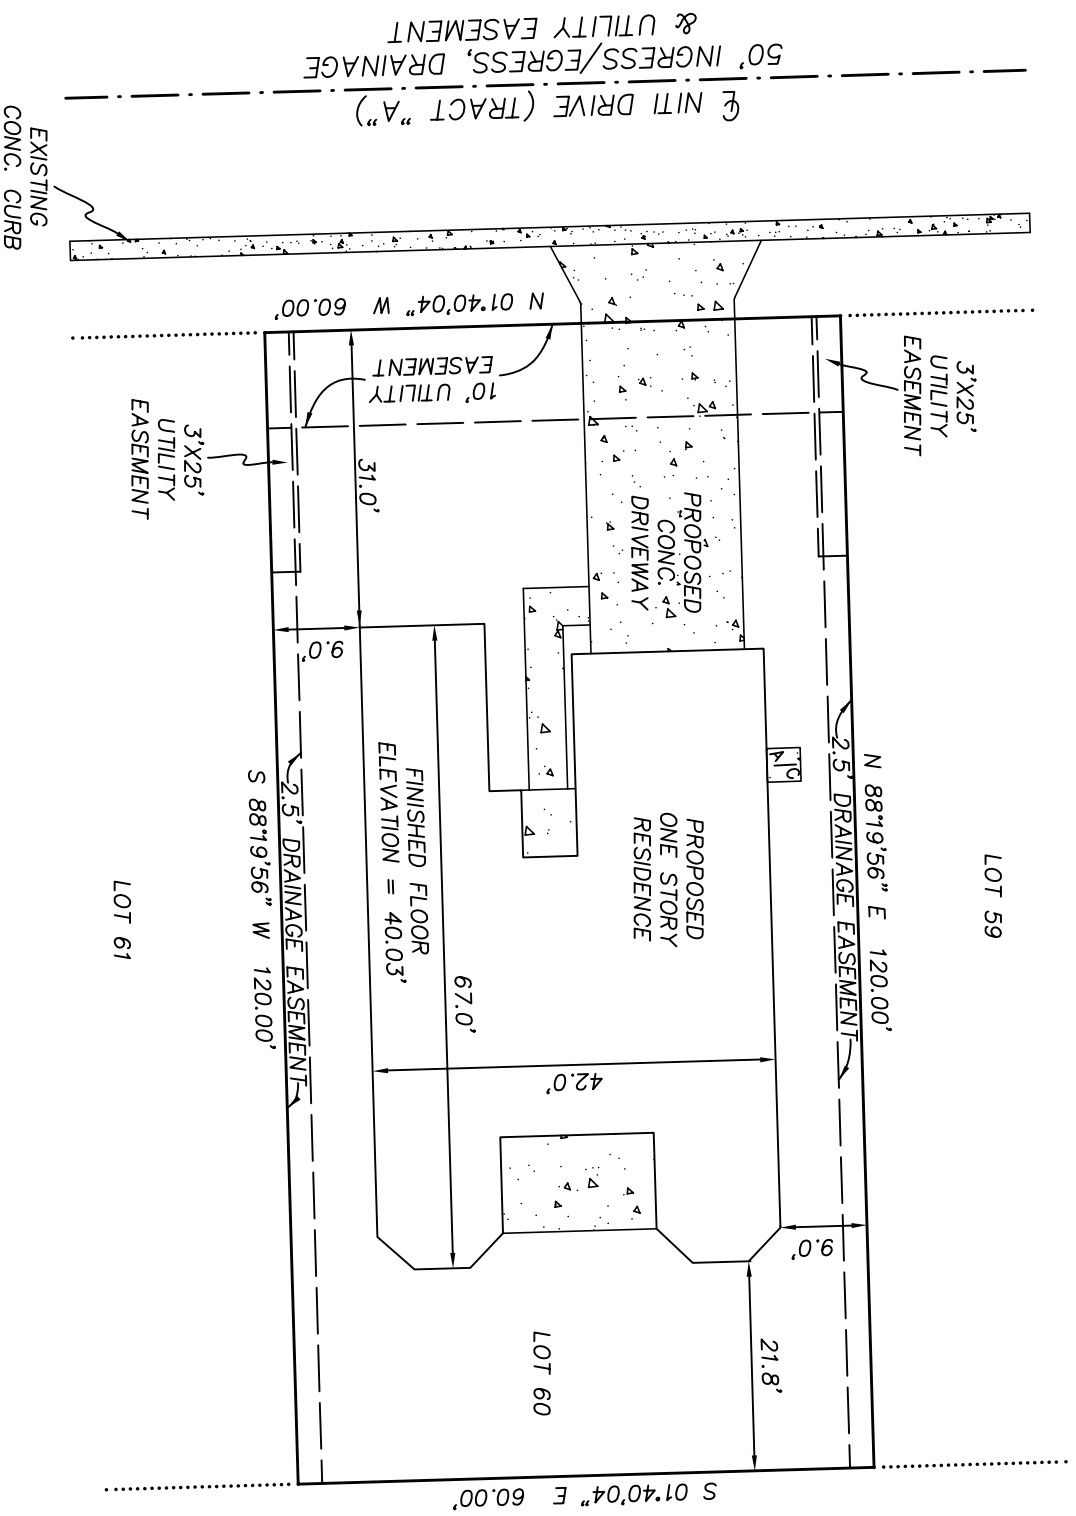 50' INGRESS/EGRESS, DRAINAGE
& UTILITY EASEMENT
℄ NITI DRIVE (TRACT "A")
EXISTING
CONC. CURB
N 01°40'04" W 60.00'
10' UTILITY
EASEMENT
3'X25'
UTILITY
EASEMENT
3'X25'
UTILITY
EASEMENT
31.0'
PROPOSED
CONC.
DRIVEWAY
9.0'
A/C
N 88°19'56" E 120.00'
2.5' DRAINAGE EASEMENT
LOT 59
PROPOSED
ONE STORY
RESIDENCE
FINISHED FLOOR
ELEVATION = 40.03'
67.0'
42.0'
2.5' DRAINAGE EASEMENT
S 88°19'56" W 120.00'
LOT 61
9.0'
21.8'
LOT 60
S 01°40'04" E 60.00'